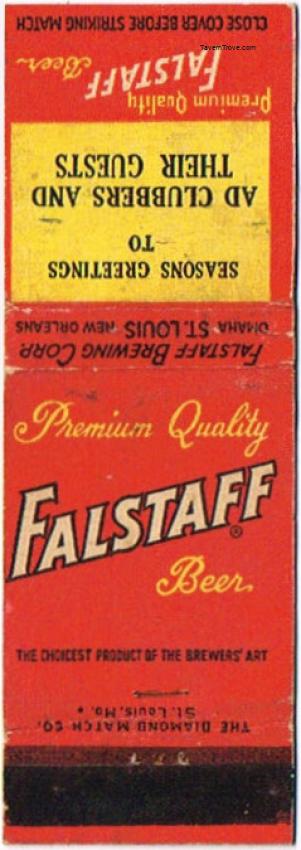 CLOSE COVER BEFORE STRIKING MATCH
TavernTrove.com
Premium Quality
FALSTAFF
Beer
SEASONS GREETINGS
TO
AD CLUBBERS AND
THEIR GUESTS
FALSTAFF BREWING CORP.
OMAHA ST. LOUIS NEW ORLEANS
Premium Quality
FALSTAFF®
Beer
THE CHOICEST PRODUCT OF THE BREWERS' ART
THE DIAMOND MATCH CO.
St. Louis, Mo.